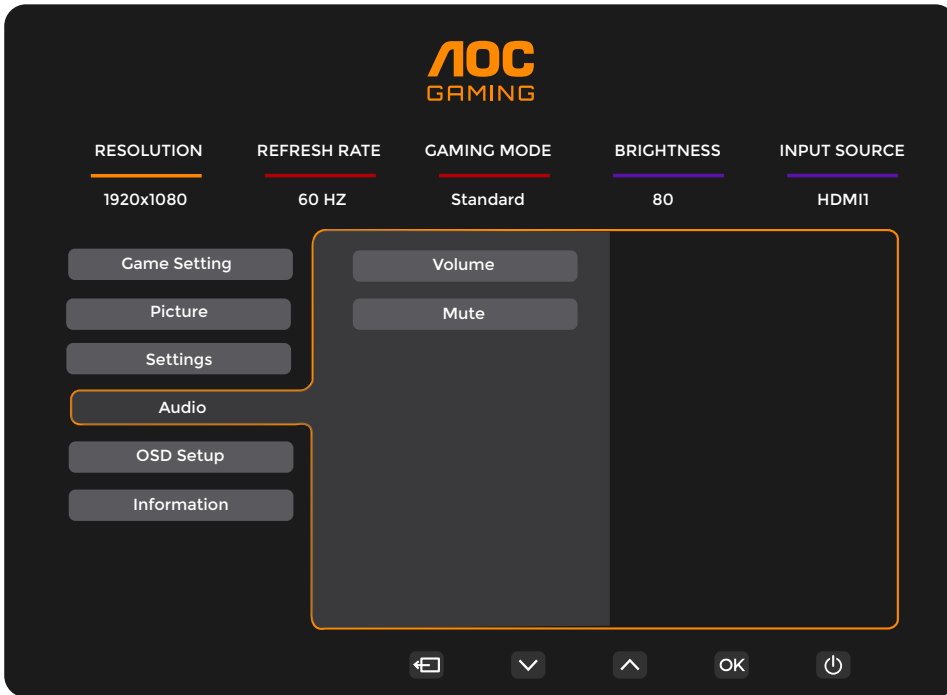 AOC
GAMING
RESOLUTION REFRESH RATE GAMING MODE BRIGHTNESS INPUT SOURCE
1920x1080 60 HZ Standard 80 HDMI1
Game Setting Volume
Picture Mute
Settings
Audio
OSD Setup
Information
OK